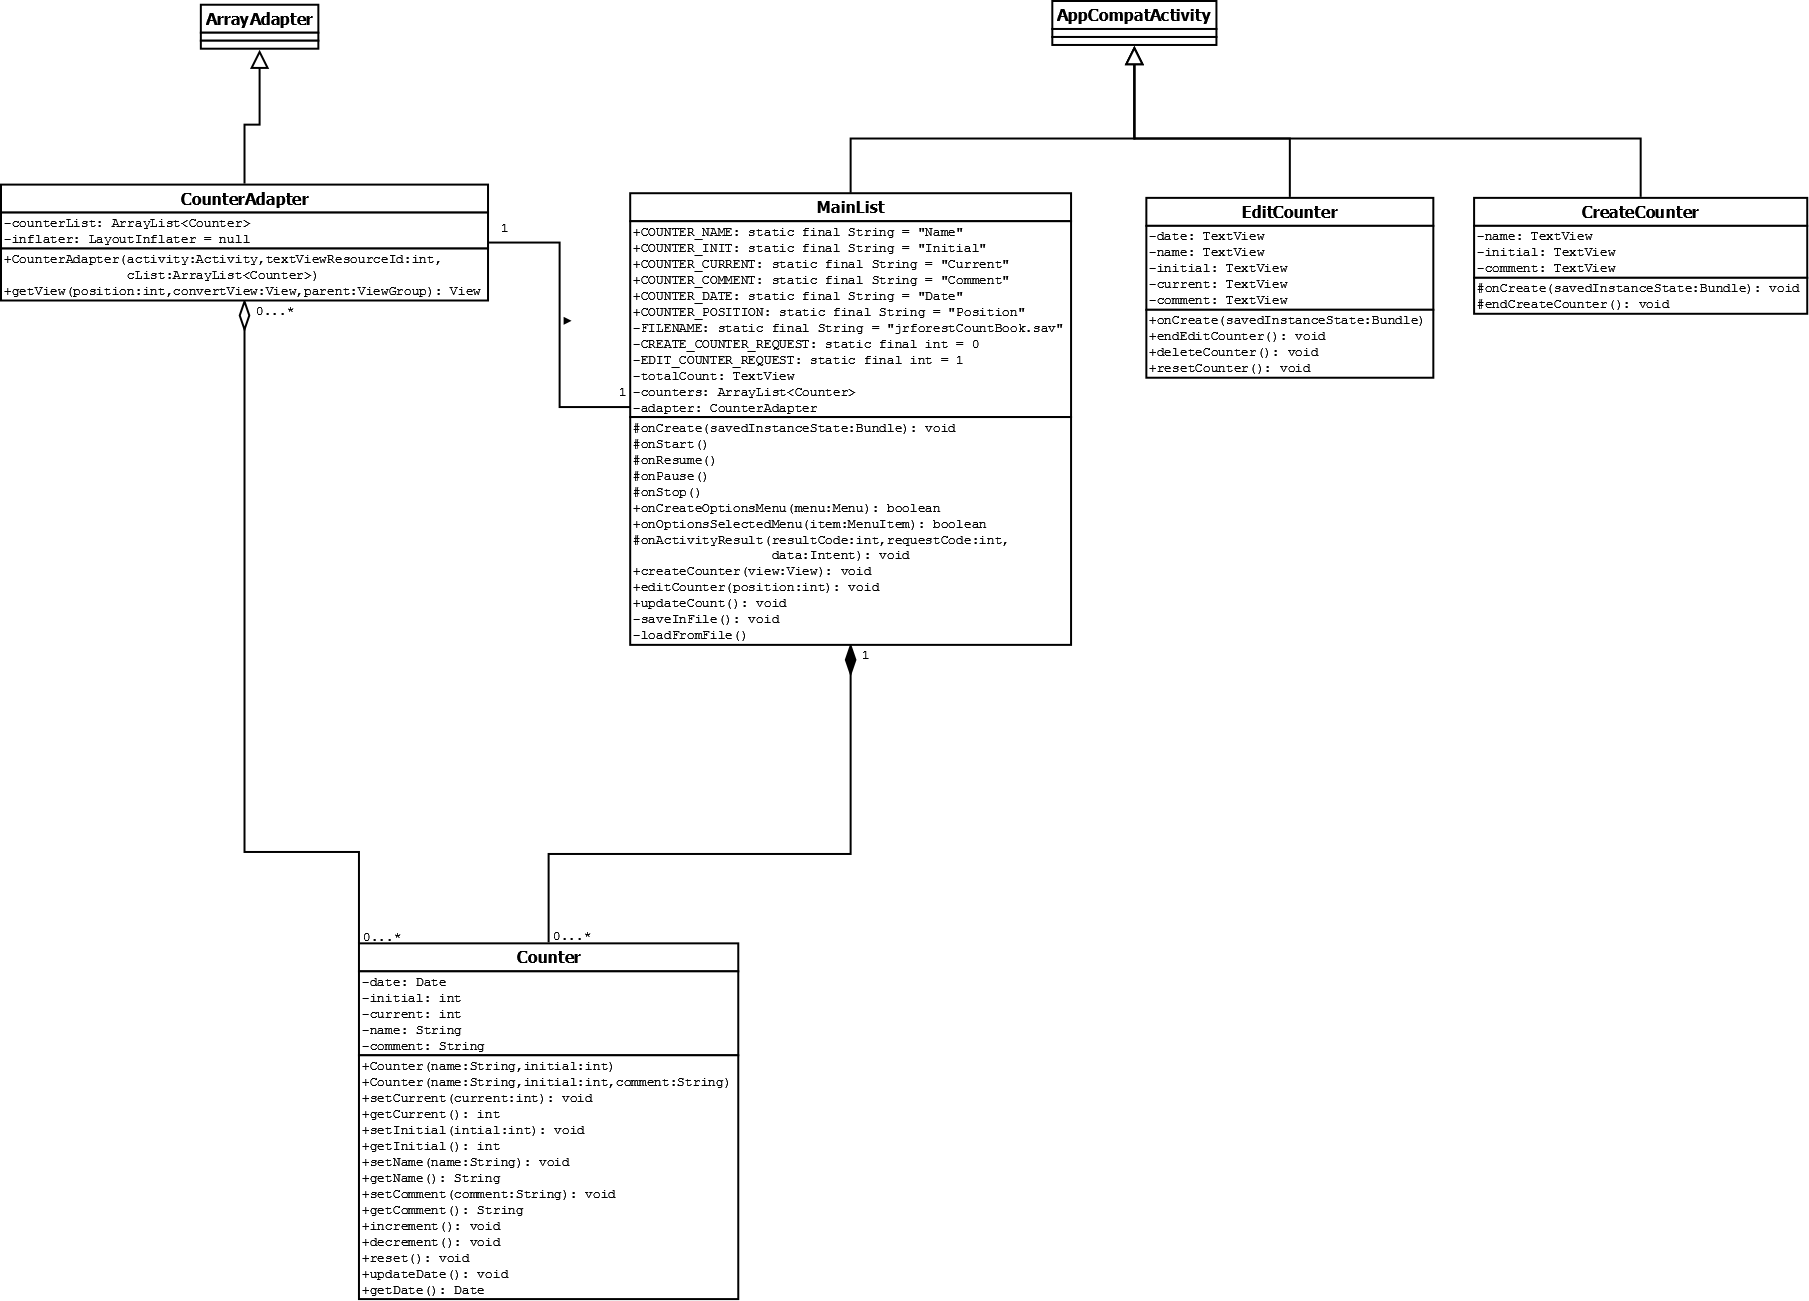 ArrayAdapter
AppCompatActivity
CounterAdapter
-counterList: ArrayList<Counter>
-inflater: LayoutInflater = null
+CounterAdapter(activity:Activity,textViewResourceId:int,
cList:ArrayList<Counter>)
+getView(position:int,convertView:View,parent:ViewGroup): View
1
0...*
1
MainList
+COUNTER_NAME: static final String = "Name"
+COUNTER_INIT: static final String = "Initial"
+COUNTER_CURRENT: static final String = "Current"
+COUNTER_COMMENT: static final String = "Comment"
+COUNTER_DATE: static final String = "Date"
+COUNTER_POSITION: static final String = "Position"
-FILENAME: static final String = "jrforestCountBook.sav"
-CREATE_COUNTER_REQUEST: static final int = 0
-EDIT_COUNTER_REQUEST: static final int = 1
-totalCount: TextView
-counters: ArrayList<Counter>
-adapter: CounterAdapter
#onCreate(savedInstanceState:Bundle): void
#onStart()
#onResume()
#onPause()
#onStop()
+onCreateOptionsMenu(menu:Menu): boolean
+onOptionsSelectedMenu(item:MenuItem): boolean
#onActivityResult(resultCode:int,requestCode:int,
data:Intent): void
+createCounter(view:View): void
+editCounter(position:int): void
+updateCount(): void
-saveInFile(): void
-loadFromFile()
1
EditCounter
-date: TextView
-name: TextView
-initial: TextView
-current: TextView
-comment: TextView
+onCreate(savedInstanceState:Bundle)
+endEditCounter(): void
+deleteCounter(): void
+resetCounter(): void
CreateCounter
-name: TextView
-initial: TextView
-comment: TextView
#onCreate(savedInstanceState:Bundle): void
#endCreateCounter(): void
0...*
0...*
Counter
-date: Date
-initial: int
-current: int
-name: String
-comment: String
+Counter(name:String,initial:int)
+Counter(name:String,initial:int,comment:String)
+setCurrent(current:int): void
+getCurrent(): int
+setInitial(intial:int): void
+getInitial(): int
+setName(name:String): void
+getName(): String
+setComment(comment:String): void
+getComment(): String
+increment(): void
+decrement(): void
+reset(): void
+updateDate(): void
+getDate(): Date